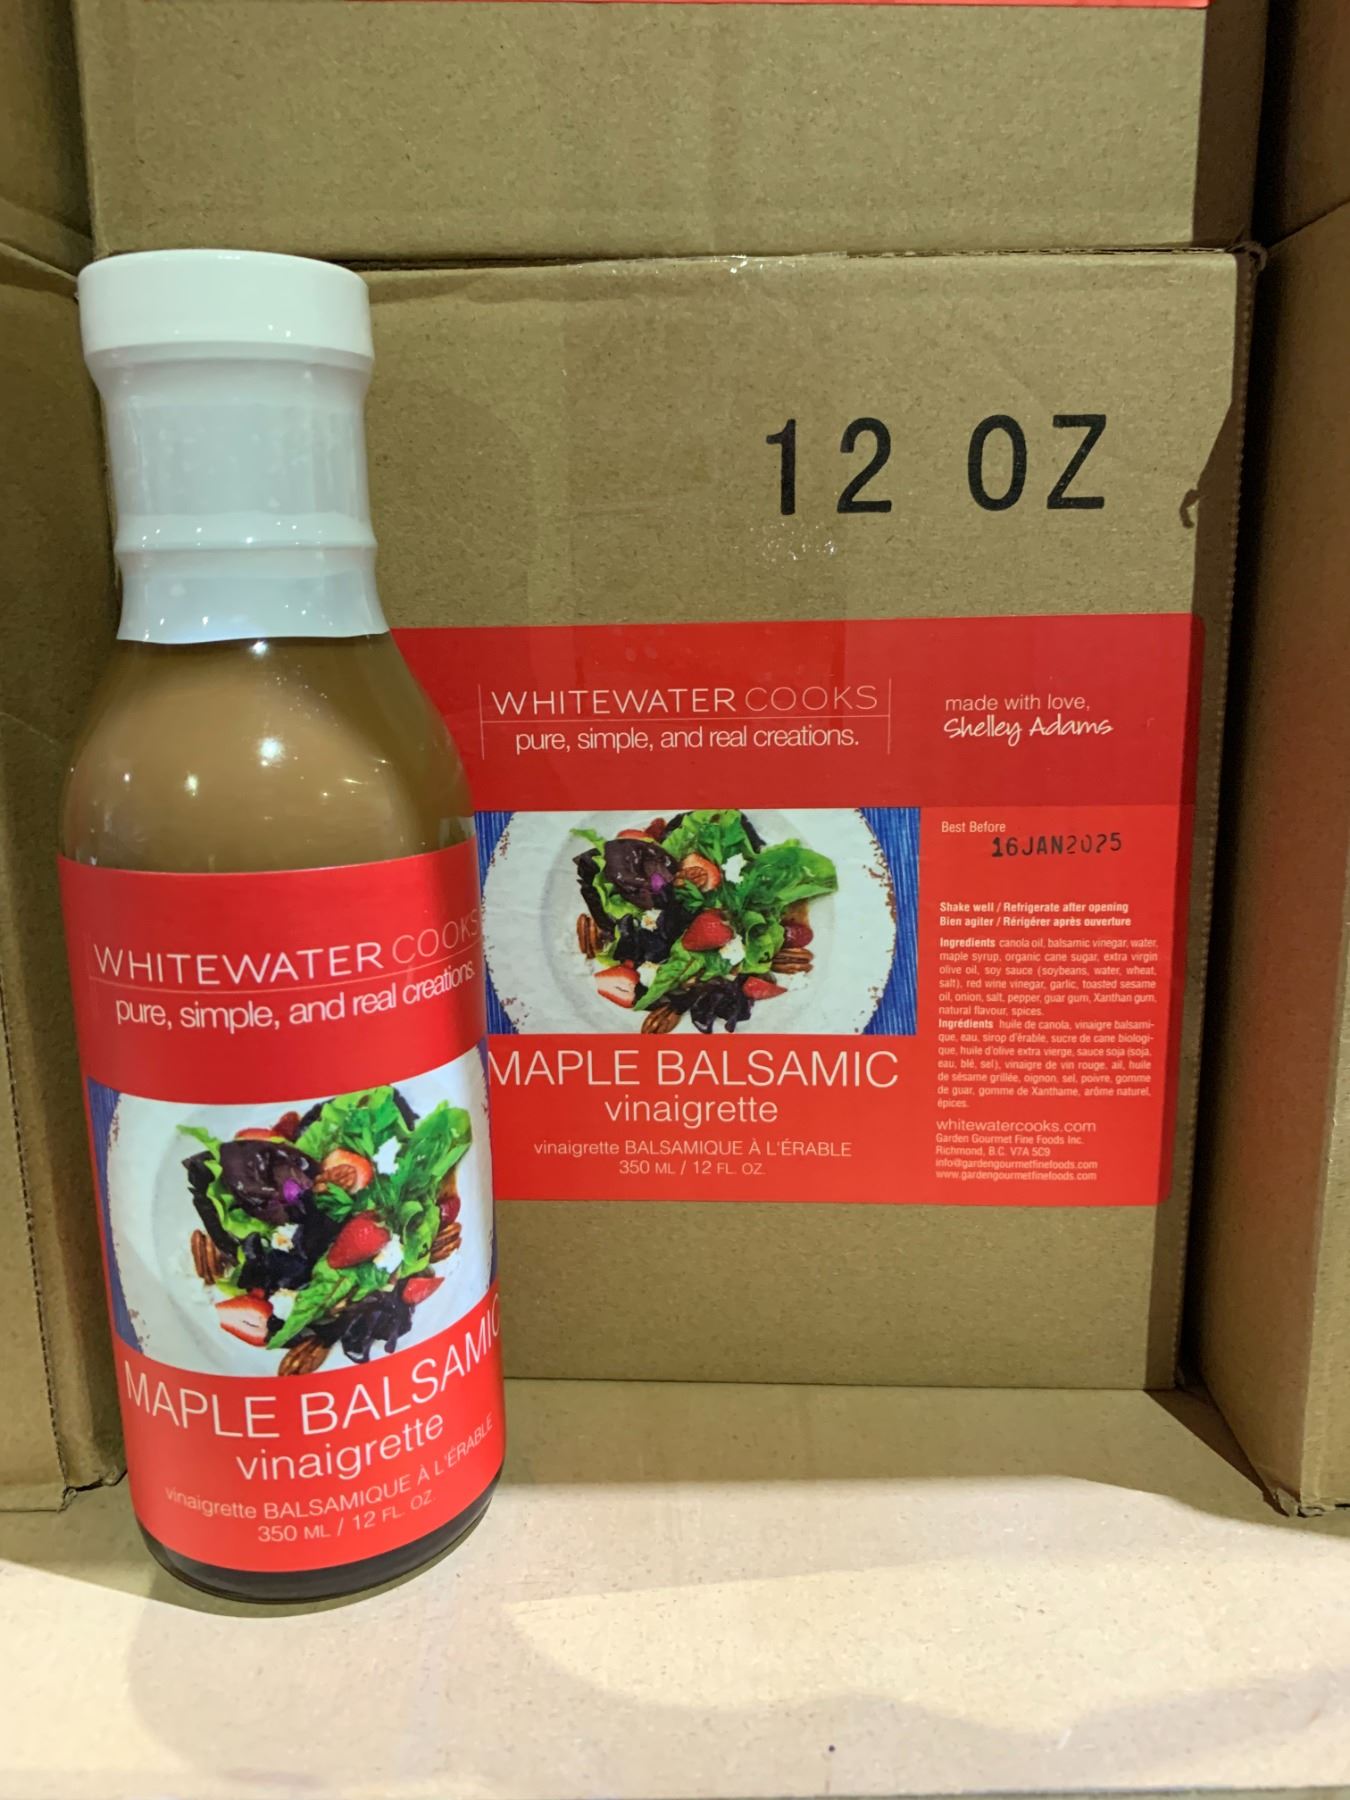 12 OZ
WHITEWATER COOKS
pure, simple, and real creations.
made with love,
Shelley Adams
Best Before
16JAN2025
Shake well / Refrigerate after opening
Bien agiter / Rérigérer après ouverture
Ingredients canola oil, balsamic vinegar, water,
maple syrup, organic cane sugar, extra virgin
olive oil, soy sauce (soybeans, water, wheat,
salt), red wine vinegar, garlic, toasted sesame
oil, onion, salt, pepper, guar gum, Xanthan gum,
natural flavour, spices.
Ingrédients huile de canola, vinaigre balsami-
que, eau, sirop d'érable, sucre de cane biologi-
que, huile d'olive extra vierge, sauce soja (soja,
eau, blé, sel), vinaigre de vin rouge, ail, huile
de sésame grillée, oignon, sel, poivre, gomme
de guar, gomme de Xanthame, arôme naturel,
épices.
whitewatercooks.com
Garden Gourmet Fine Foods Inc.
Richmond, B.C. V7A 5C9
info@gardengourmetfinefoods.com
www.gardengourmetfinefoods.com
MAPLE BALSAMIC
vinaigrette
vinaigrette BALSAMIQUE À L'ÉRABLE
350 ML / 12 FL. OZ.
WHITEWATER COOKS
pure, simple, and real creations.
MAPLE BALSAMIC
vinaigrette
vinaigrette BALSAMIQUE À L'ÉRABLE
350 ML / 12 FL. OZ.